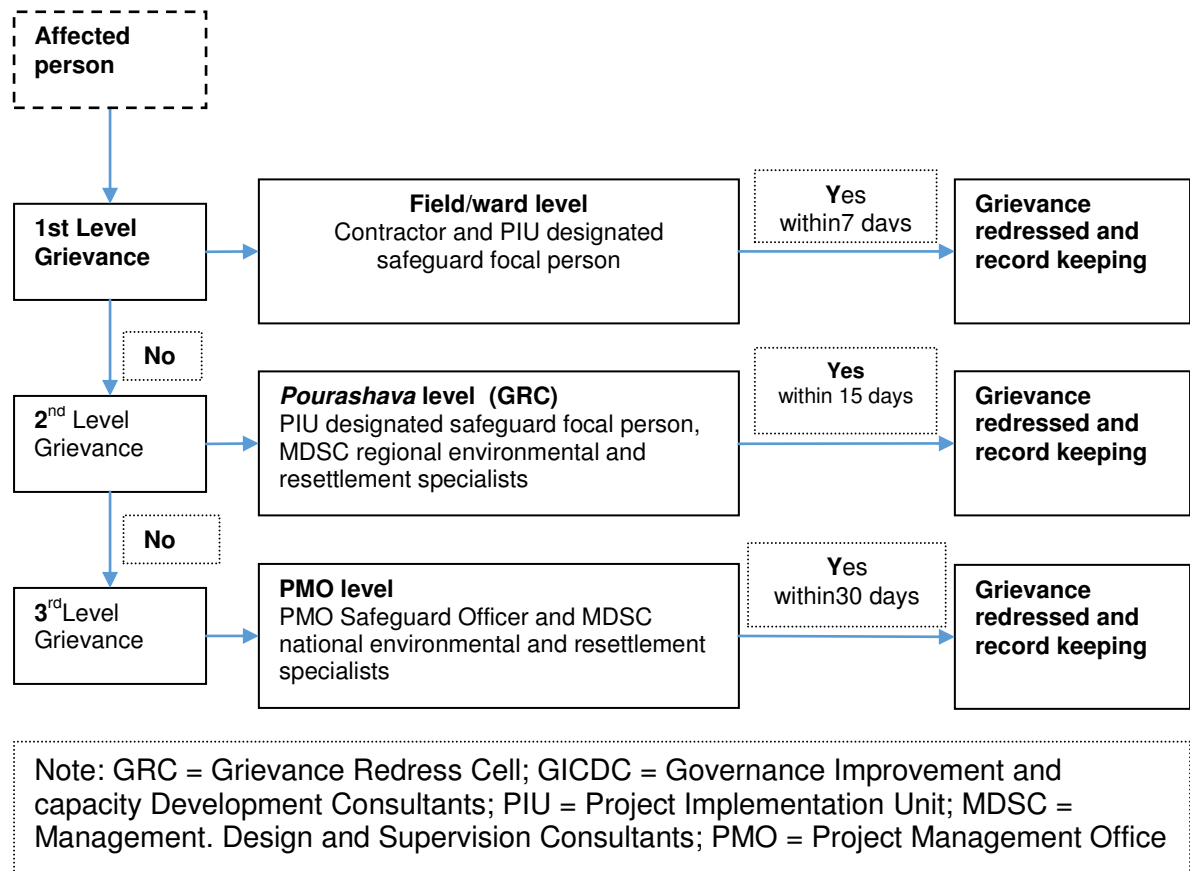 Affected
person
1st Level
Grievance
Field/ward level
Contractor and PIU designated
safeguard focal person
Yes
within7 days
Grievance
redressed and
record keeping
No
2nd Level
Grievance
Pourashava level (GRC)
PIU designated safeguard focal person,
MDSC regional environmental and
resettlement specialists
Yes
within 15 days
Grievance
redressed and
record keeping
No
3rdLevel
Grievance
PMO level
PMO Safeguard Officer and MDSC
national environmental and resettlement
specialists
Yes
within30 days
Grievance
redressed and
record keeping
Note: GRC = Grievance Redress Cell; GICDC = Governance Improvement and
capacity Development Consultants; PIU = Project Implementation Unit; MDSC =
Management. Design and Supervision Consultants; PMO = Project Management Office